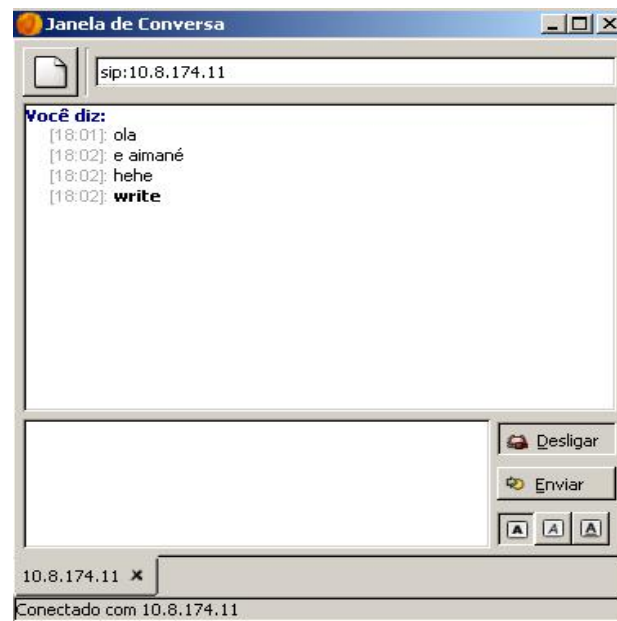 Janela de Conversa
sip:10.8.174.11
Você diz:
[18:01]: ola
[18:02]: e aimané
[18:02]: hehe
[18:02]: write
Desligar
Enviar
A A A
10.8.174.11
Conectado com 10.8.174.11